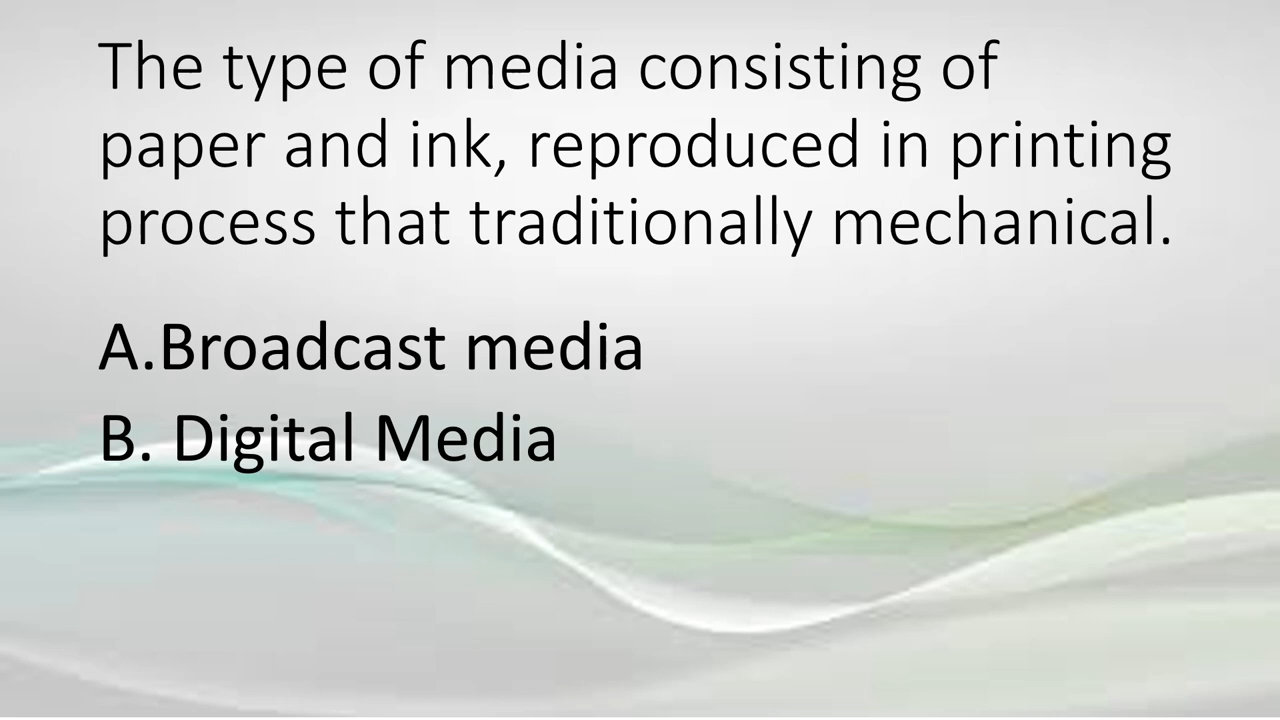 The type of media consisting of
paper and ink, reproduced in printing
process that traditionally mechanical.
A.Broadcast media
B. Digital Media